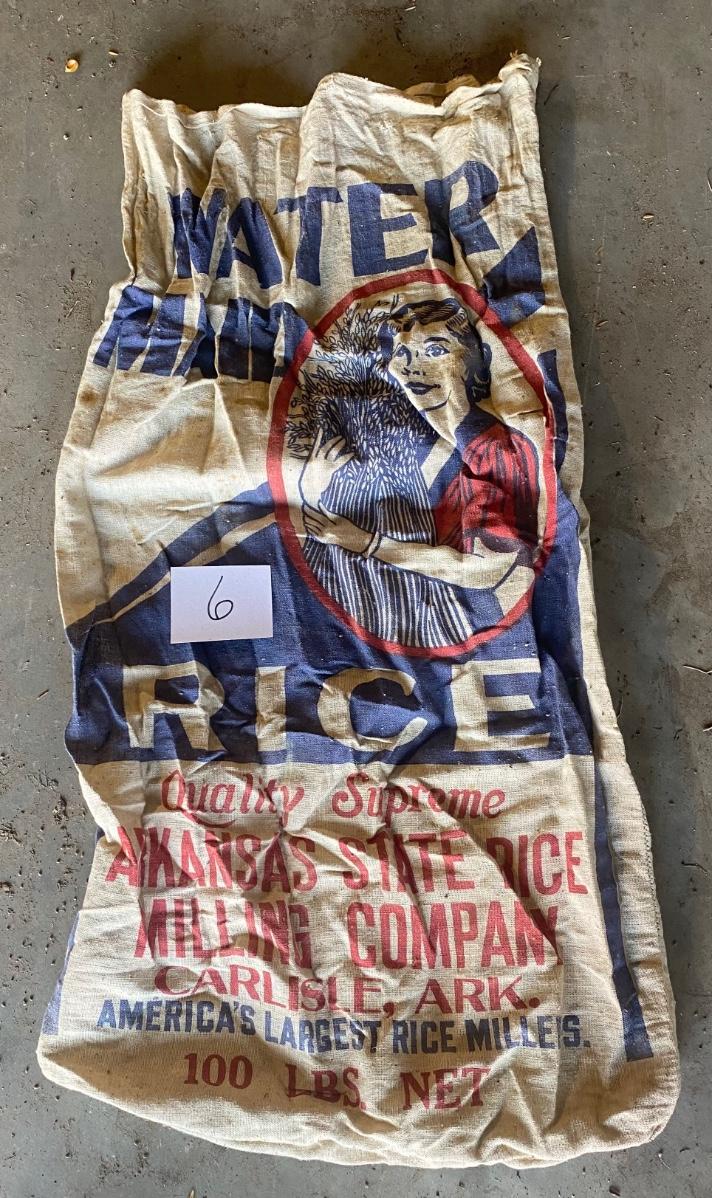 WATER
MAID
6
RICE
Quality Supreme
ARKANSAS STATE RICE
MILLING COMPANY
CARLISLE, ARK.
AMERICA'S LARGEST RICE MILLERS.
100 LBS. NET